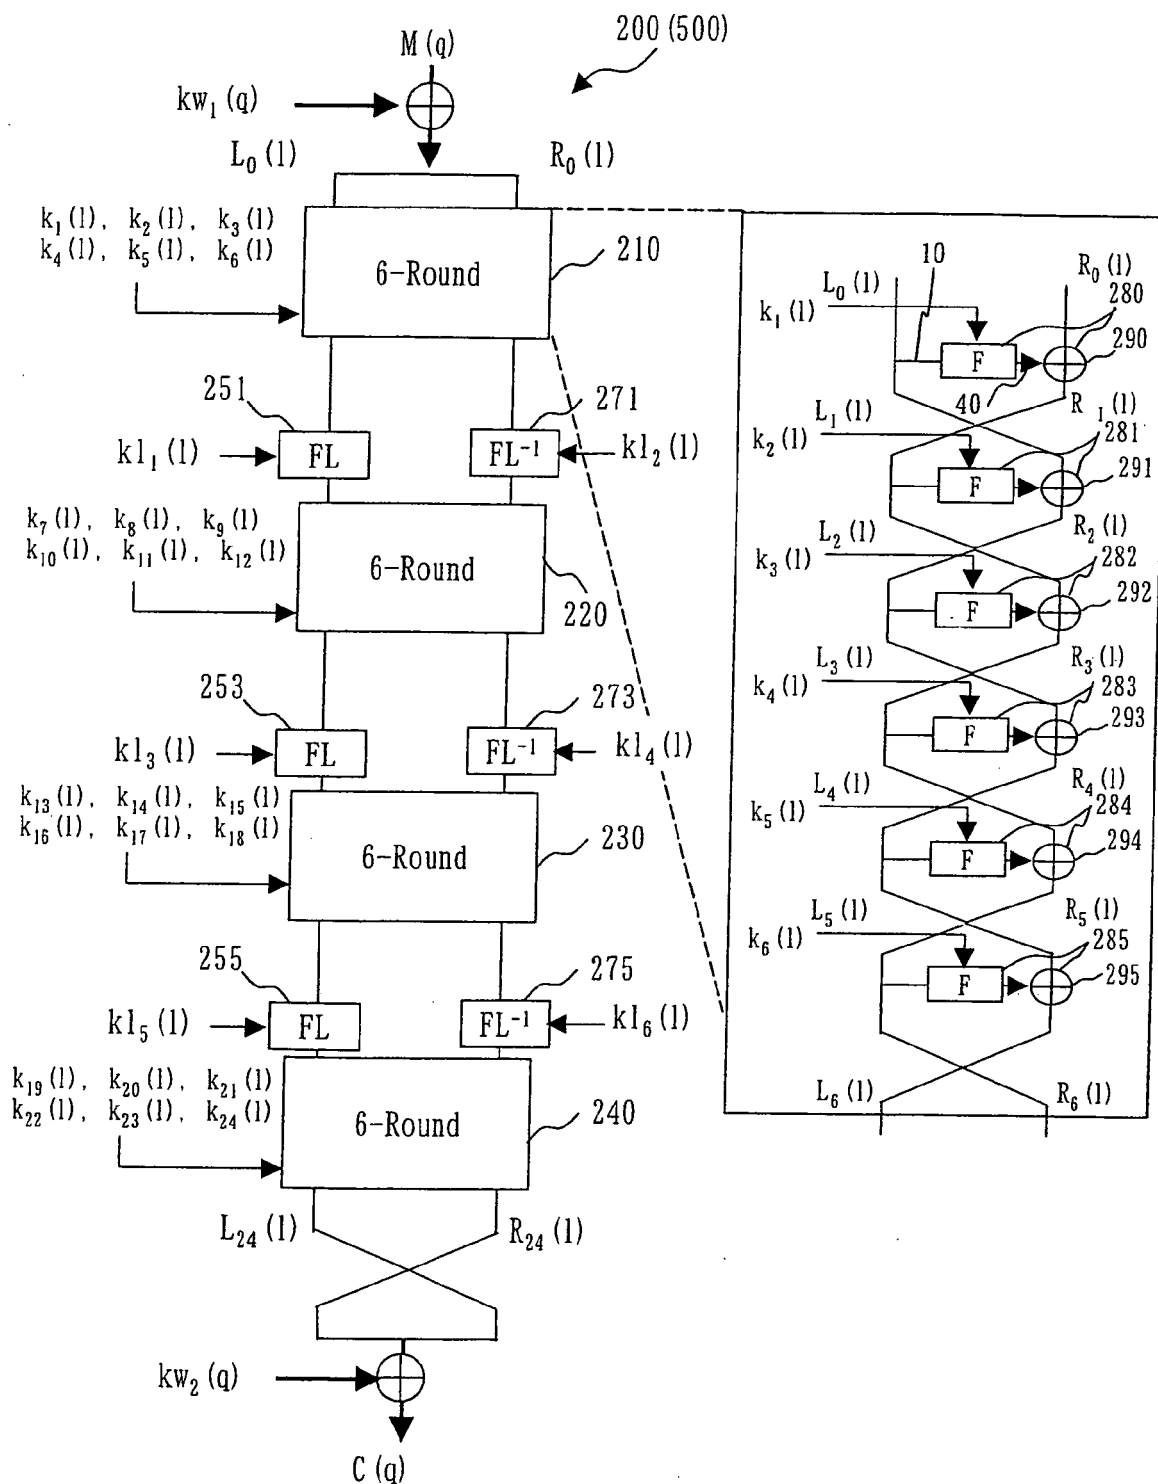 200 (500)
M (q)
kw₁ (q)
L₀ (l)
R₀ (l)
k₁ (l), k₂ (l), k₃ (l)
k₄ (l), k₅ (l), k₆ (l)
6-Round
210
251
271
kl₁ (l)
FL
FL⁻¹
kl₂ (l)
k₇ (l), k₈ (l), k₉ (l)
k₁₀ (l), k₁₁ (l), k₁₂ (l)
6-Round
220
253
273
kl₃ (l)
FL
FL⁻¹
kl₄ (l)
k₁₃ (l), k₁₄ (l), k₁₅ (l)
k₁₆ (l), k₁₇ (l), k₁₈ (l)
6-Round
230
255
275
kl₅ (l)
FL
FL⁻¹
kl₆ (l)
k₁₉ (l), k₂₀ (l), k₂₁ (l)
k₂₂ (l), k₂₃ (l), k₂₄ (l)
6-Round
240
L₂₄ (l)
R₂₄ (l)
kw₂ (q)
C (q)
10
L₀ (l)
R₀ (l)
280
k₁ (l)
F
290
40
L₁ (l)
R ₁ (l)
281
k₂ (l)
F
291
L₂ (l)
R₂ (l)
282
k₃ (l)
F
292
L₃ (l)
R₃ (l)
283
k₄ (l)
F
293
L₄ (l)
R₄ (l)
284
k₅ (l)
F
294
L₅ (l)
R₅ (l)
285
k₆ (l)
F
295
L₆ (l)
R₆ (l)